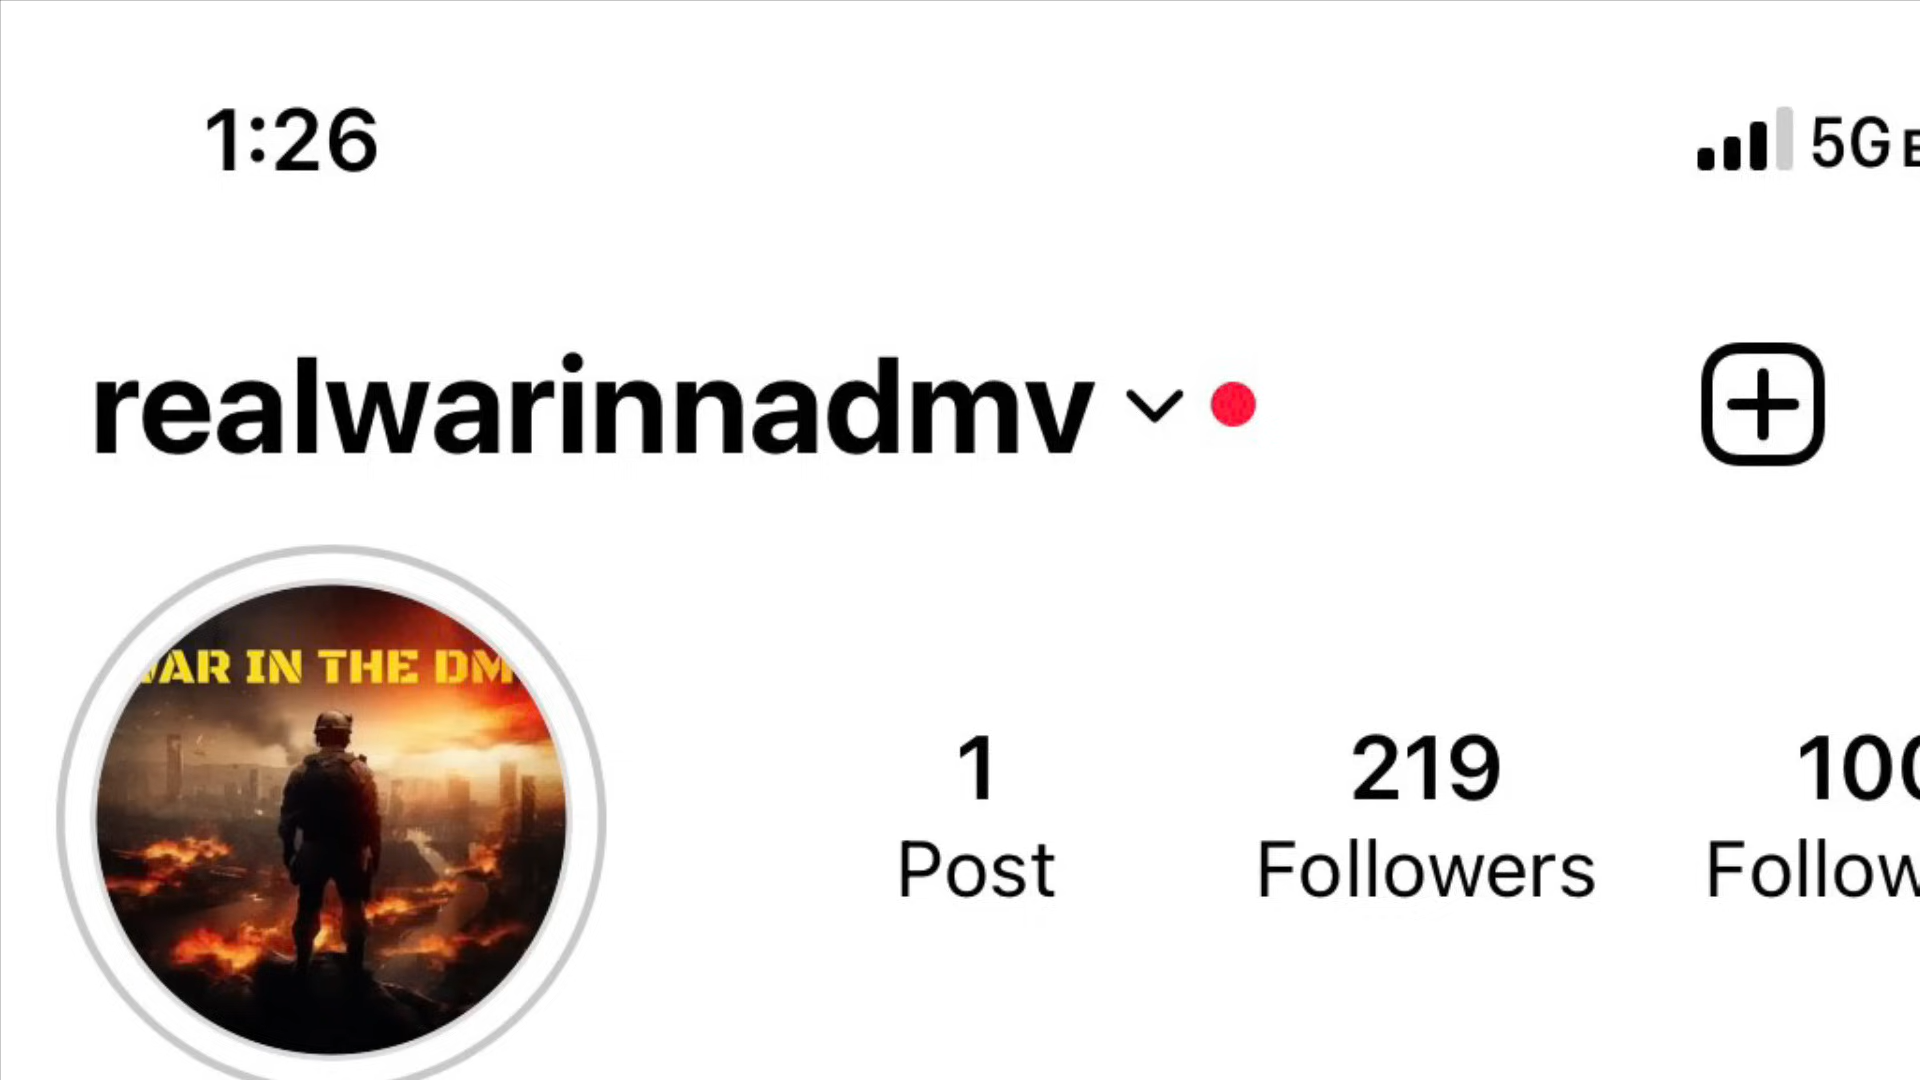 1:26
5G
realwarinnadmv
AR IN THE DM
1
219
Post
Followers